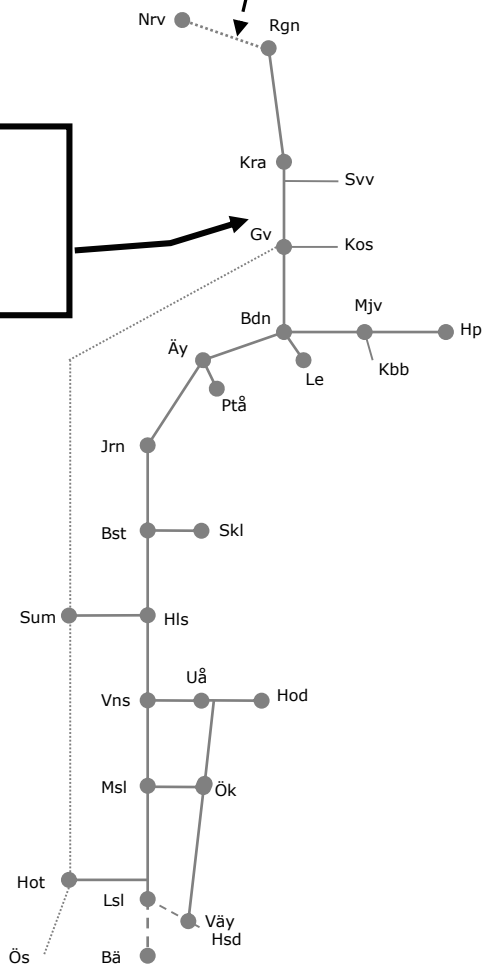 Nrv
Rgn
Kra
Svv
Gv
Kos
Bdn
Mjv
Hp
Äy
Le
Kbb
Ptå
Jrn
Bst
Skl
Sum
Hls
Uå
Vns
Hod
Msl
Ök
Hot
Lsl
Väy
Hsd
Ös
Bä